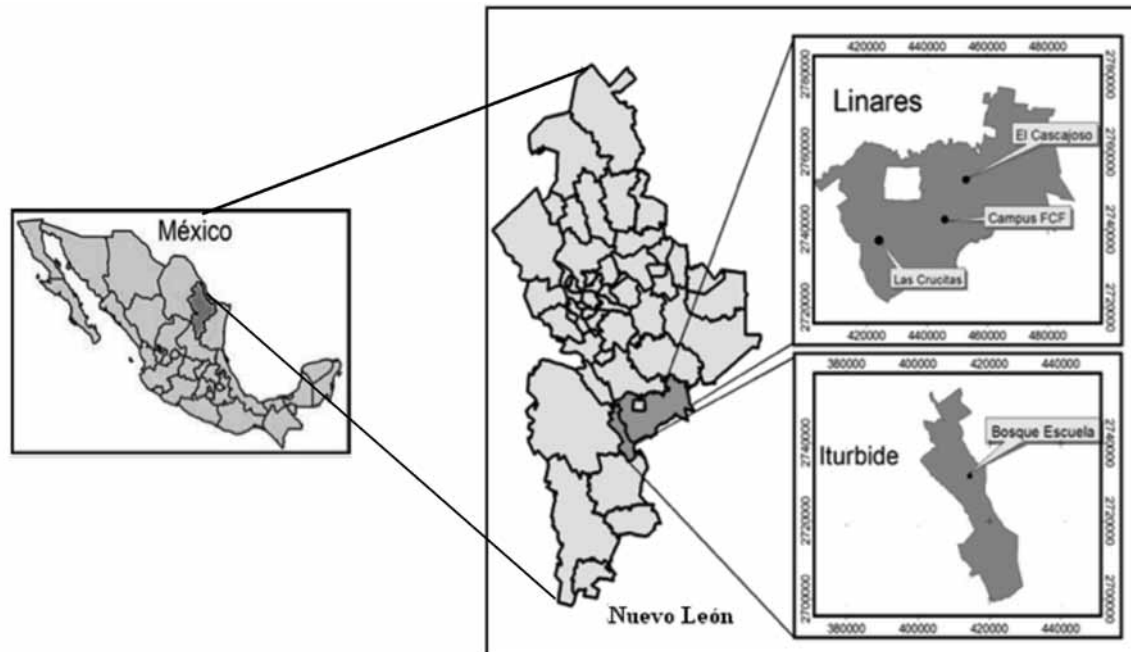 México
Nuevo León
420000 440000 460000 480000
2780000
2760000
2740000
2720000
2780000
2760000
2740000
2720000
Linares
El Cascajoso
Campus FCF
Las Crucitas
420000 440000 460000 480000
380000 400000 420000 440000
2740000
2720000
2700000
2740000
2720000
2700000
Bosque Escuela
Iturbide
380000 400000 420000 440000